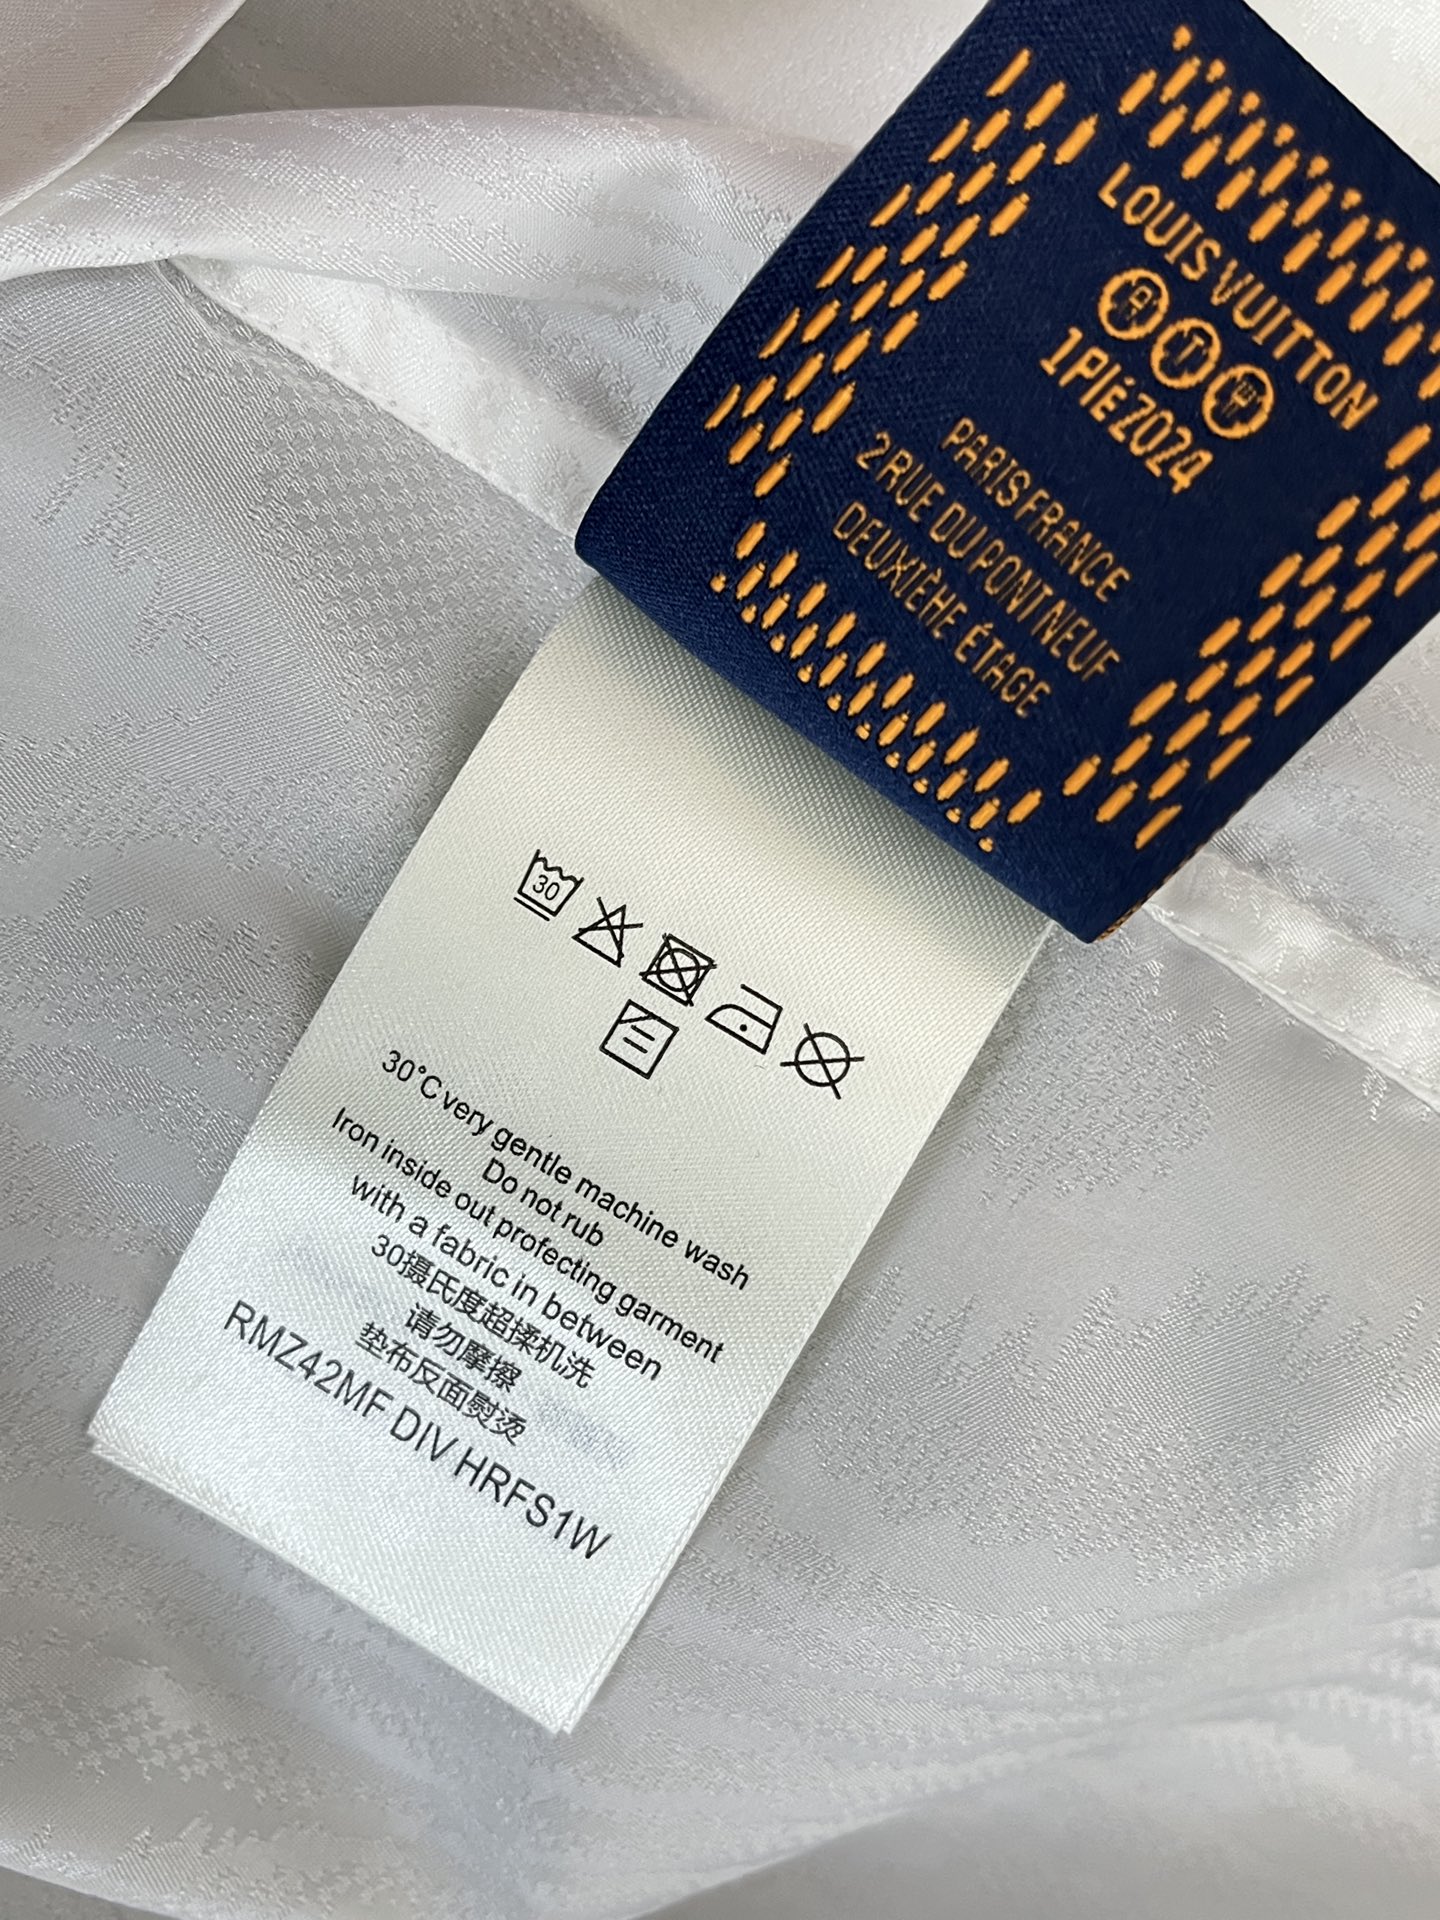 LOUIS VUITTON
1PIÉ2024
PARIS FRANCE
2 RUE DU PONT NEUF
DEUXIÈME ÉTAGE
30
30°C very gentle machine wash
Do not rub
Iron inside out profecting garment
with a fabric in between
30摄氏度超揉机洗
请勿摩擦
垫布反面熨烫
RMZ42MF DIV HRFS1W